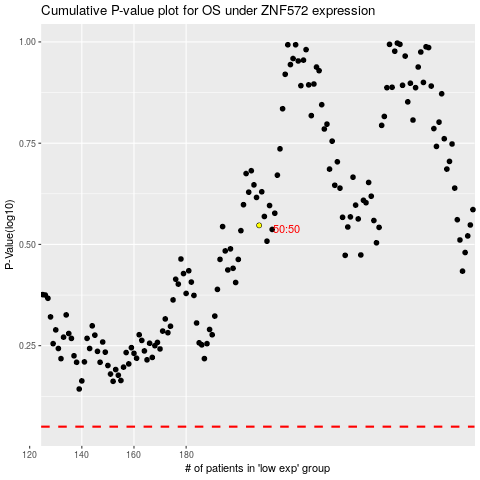 Cumulative P-value plot for OS under ZNF572 expression
P-Value(log10)
1.00
0.75
0.50
0.25
50:50
120 140 160 180
# of patients in 'low exp' group